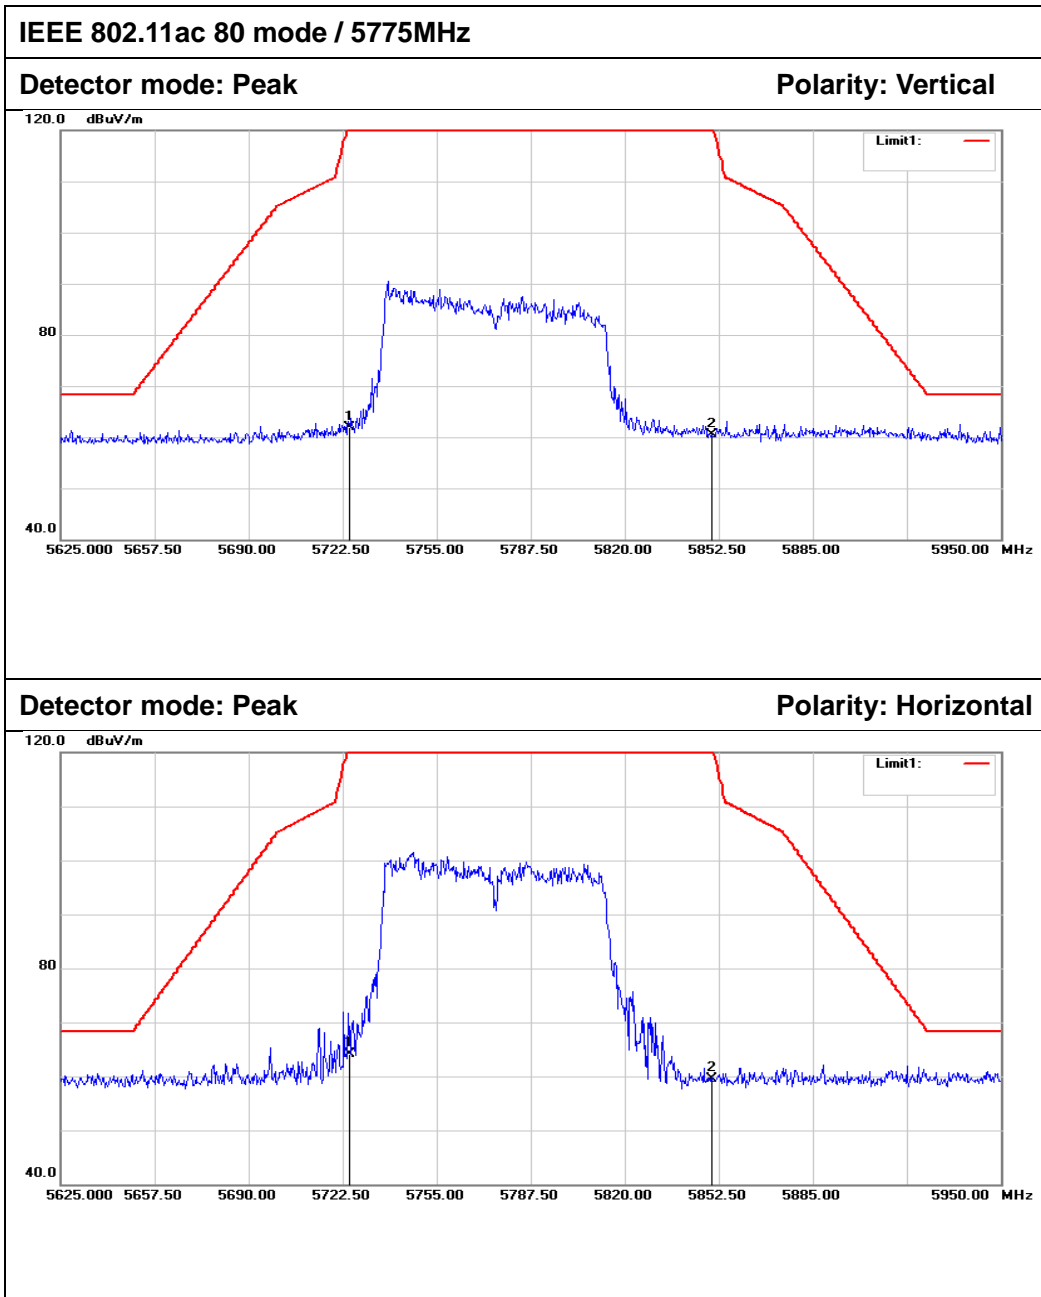 IEEE 802.11ac 80 mode / 5775MHz
Detector mode: Peak Polarity: Vertical
120.0 dBuV/m
Limit1:
80
1
2
40.0
5625.000 5657.50 5690.00 5722.50 5755.00 5787.50 5820.00 5852.50 5885.00 5950.00 MHz
Detector mode: Peak Polarity: Horizontal
120.0 dBuV/m
Limit1:
80
1
2
40.0
5625.000 5657.50 5690.00 5722.50 5755.00 5787.50 5820.00 5852.50 5885.00 5950.00 MHz